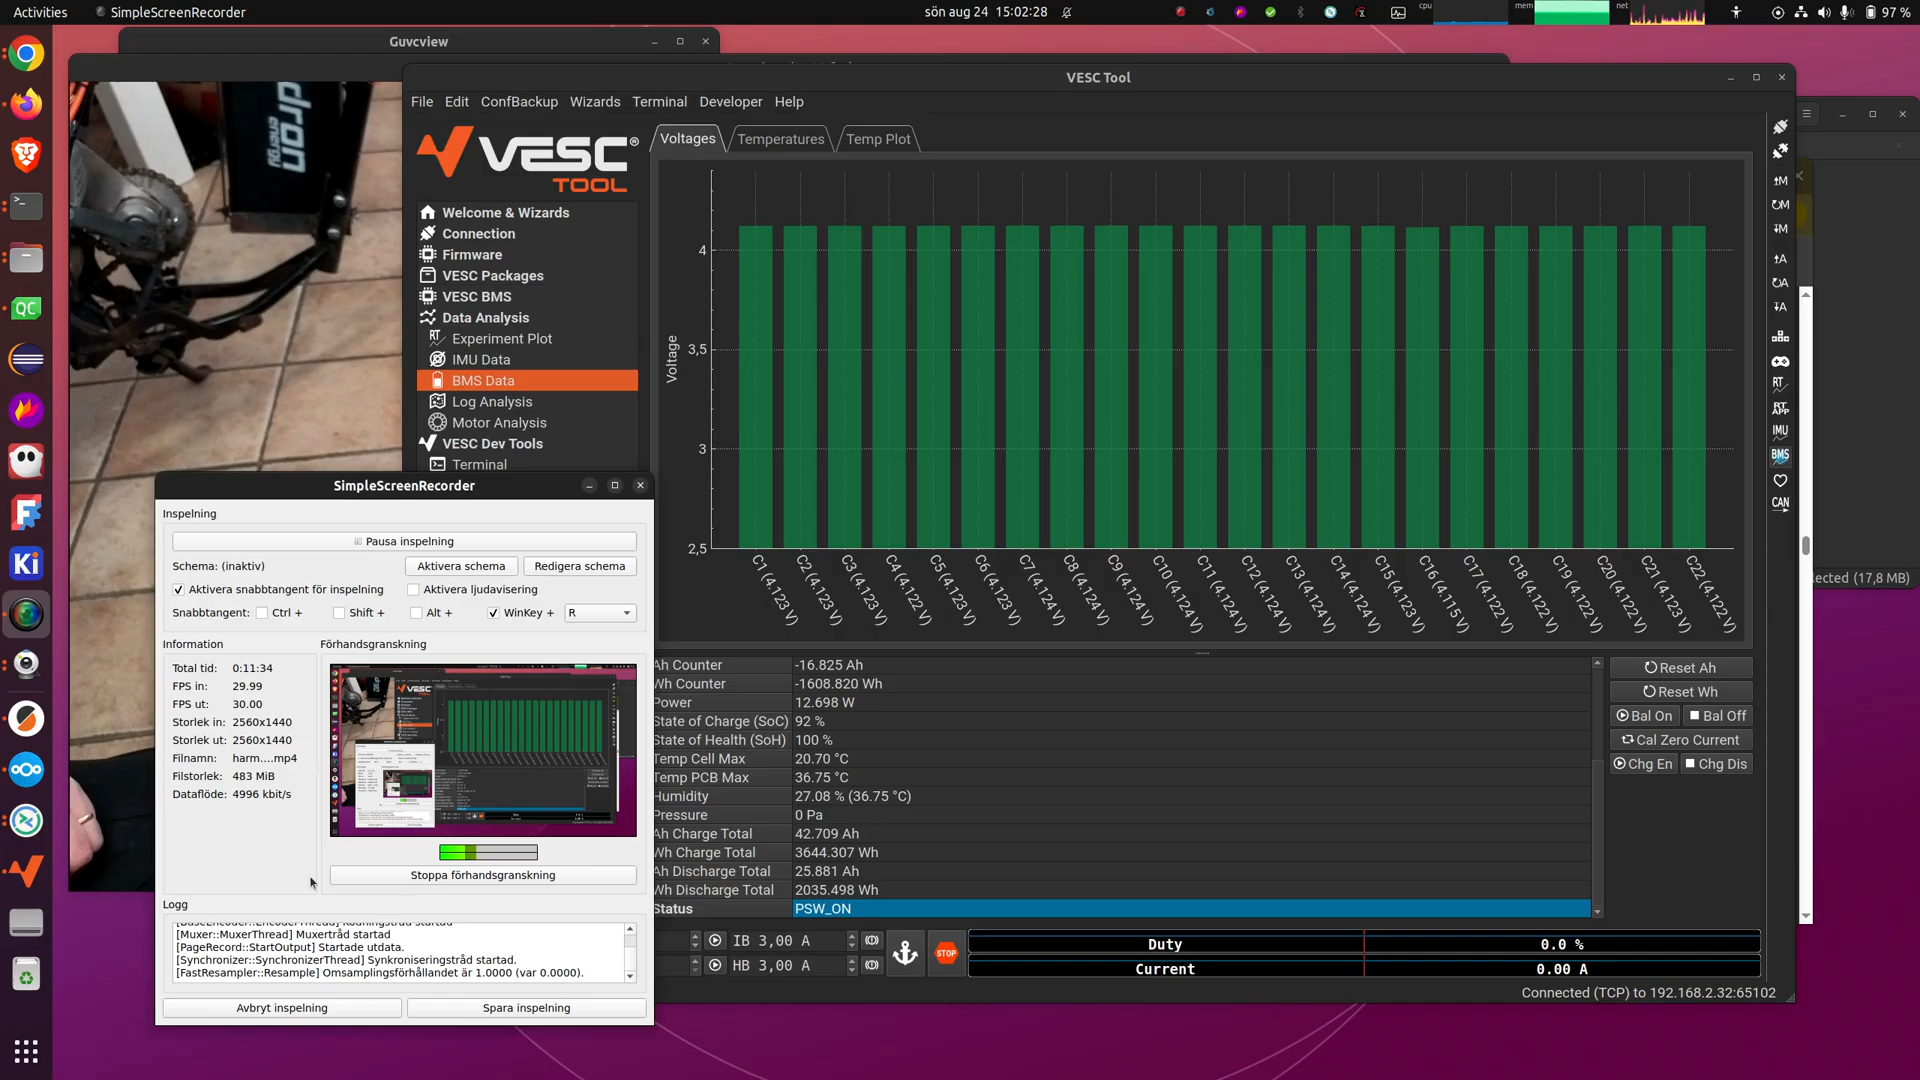 Activities
SimpleScreenRecorder
sön aug 24 15:02:28
cpu
mem
net
97 %
Guvcview
VESC Tool
File Edit ConfBackup Wizards Terminal Developer Help
VESC®
TOOL
Welcome & Wizards
Connection
Firmware
VESC Packages
VESC BMS
Data Analysis
Experiment Plot
IMU Data
BMS Data
Log Analysis
Motor Analysis
VESC Dev Tools
Terminal
Voltages
Temperatures
Temp Plot
Voltage
4
3,5
3
2,5
C1 (4.123 V)
C2 (4.123 V)
C3 (4.123 V)
C4 (4.122 V)
C5 (4.123 V)
C6 (4.123 V)
C7 (4.124 V)
C8 (4.124 V)
C9 (4.124 V)
C10 (4.124 V)
C11 (4.124 V)
C12 (4.124 V)
C13 (4.124 V)
C14 (4.124 V)
C15 (4.123 V)
C16 (4.115 V)
C17 (4.122 V)
C18 (4.122 V)
C19 (4.122 V)
C20 (4.122 V)
C21 (4.123 V)
C22 (4.122 V)
Ah Counter -16.825 Ah
Wh Counter -1608.820 Wh
Power 12.698 W
State of Charge (SoC) 92 %
State of Health (SoH) 100 %
Temp Cell Max 20.70 °C
Temp PCB Max 36.75 °C
Humidity 27.08 % (36.75 °C)
Pressure 0 Pa
Ah Charge Total 42.709 Ah
Wh Charge Total 3644.307 Wh
Ah Discharge Total 25.881 Ah
Wh Discharge Total 2035.498 Wh
Status PSW_ON
Reset Ah
Reset Wh
Bal On Bal Off
Cal Zero Current
Chg En Chg Dis
IB 3,00 A
HB 3,00 A
STOP
Duty 0.0 %
Current 0.00 A
Connected (TCP) to 192.168.2.32:65102
M
M
M
A
A
A
RT
RT
APP
IMU
BMS
CAN
lected (17,8 MB)
dron
energy
QC
Ki
SimpleScreenRecorder
Inspelning
Pausa inspelning
Schema: (inaktiv) Aktivera schema Redigera schema
Aktivera snabbtangent för inspelning Aktivera ljudavisering
Snabbtangent: Ctrl + Shift + Alt + WinKey + R
Information
Total tid: 0:11:34
FPS in: 29.99
FPS ut: 30.00
Storlek in: 2560x1440
Storlek ut: 2560x1440
Filnamn: harm....mp4
Filstorlek: 483 MiB
Dataflöde: 4996 kbit/s
Förhandsgranskning
Stoppa förhandsgranskning
Logg
[Muxer::MuxerThread] Muxertråd startad
[PageRecord::StartOutput] Startade utdata.
[Synchronizer::SynchronizerThread] Synkroniseringstråd startad.
[FastResampler::Resample] Omsamplingsförhållandet är 1.0000 (var 0.0000).
Avbryt inspelning Spara inspelning